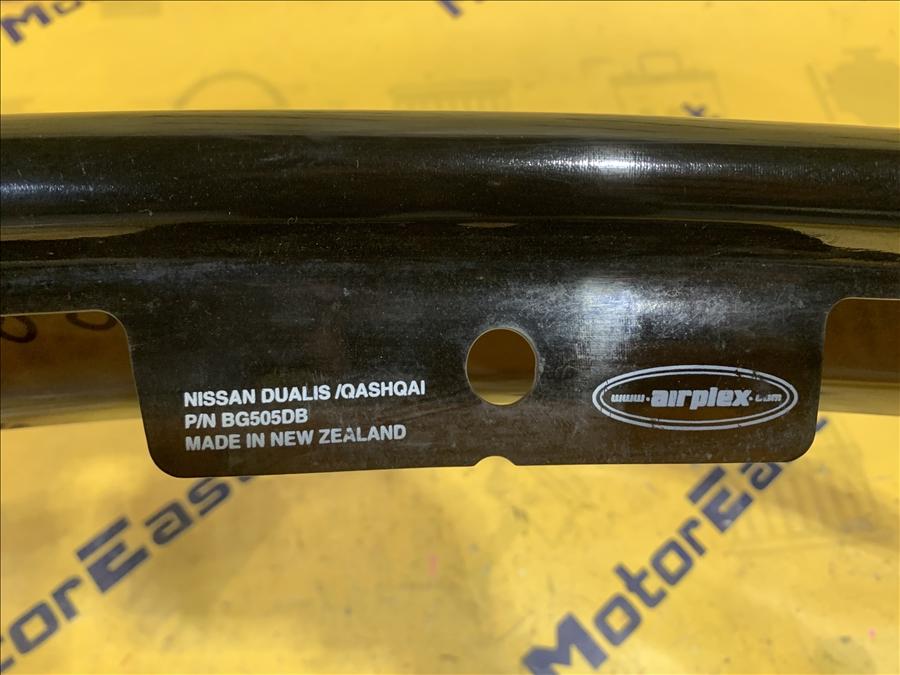 MotorEast
NISSAN DUALIS /QASHQAI
P/N BG505DB
MADE IN NEW ZEALAND
www.airplex.com
MotorEast